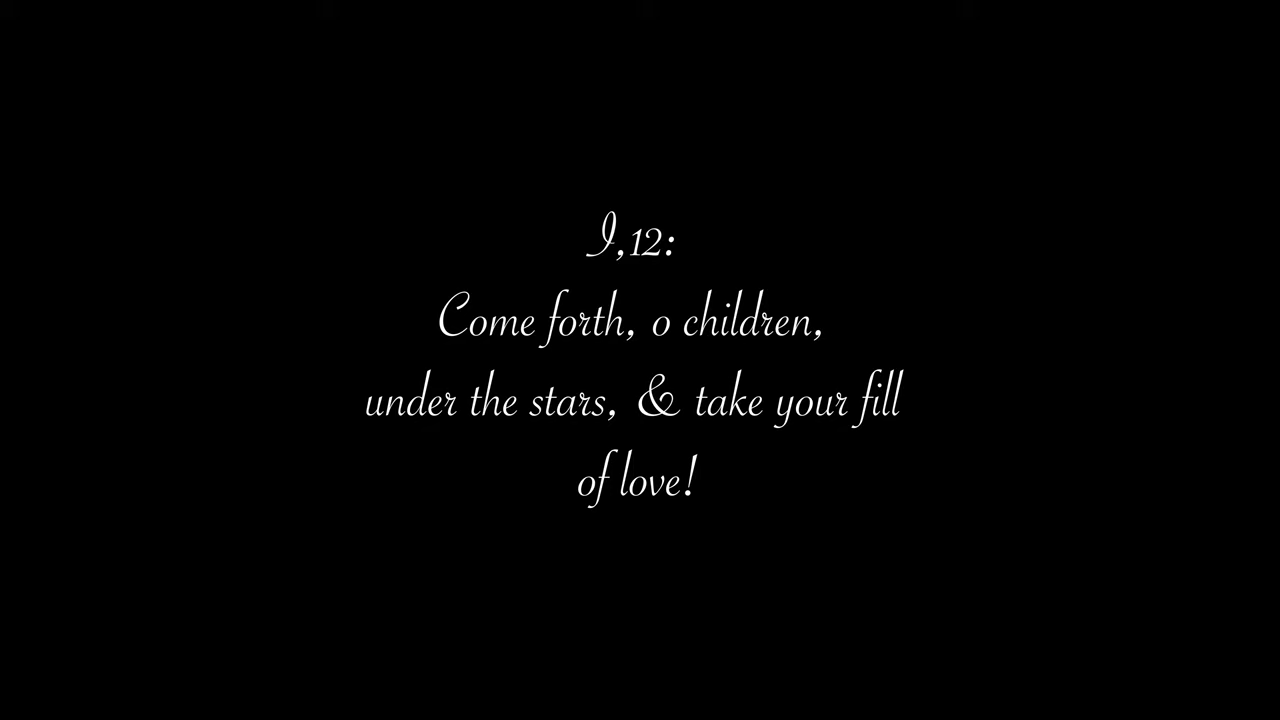 I,12:
Come forth, o children,
under the stars, & take your fill
of love!